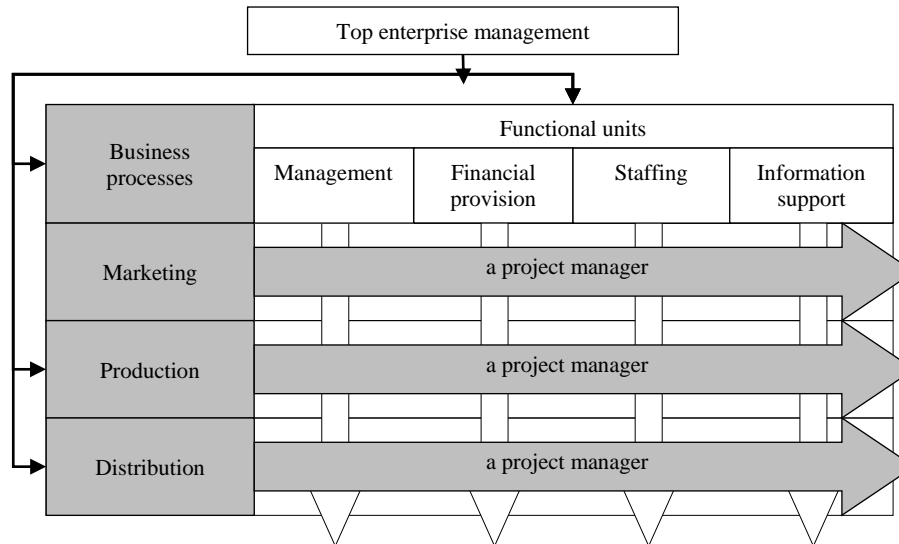 Top enterprise management
Business
processes
Functional units
Management
Financial
provision
Staffing
Information
support
Marketing
a project manager
Production
a project manager
Distribution
a project manager